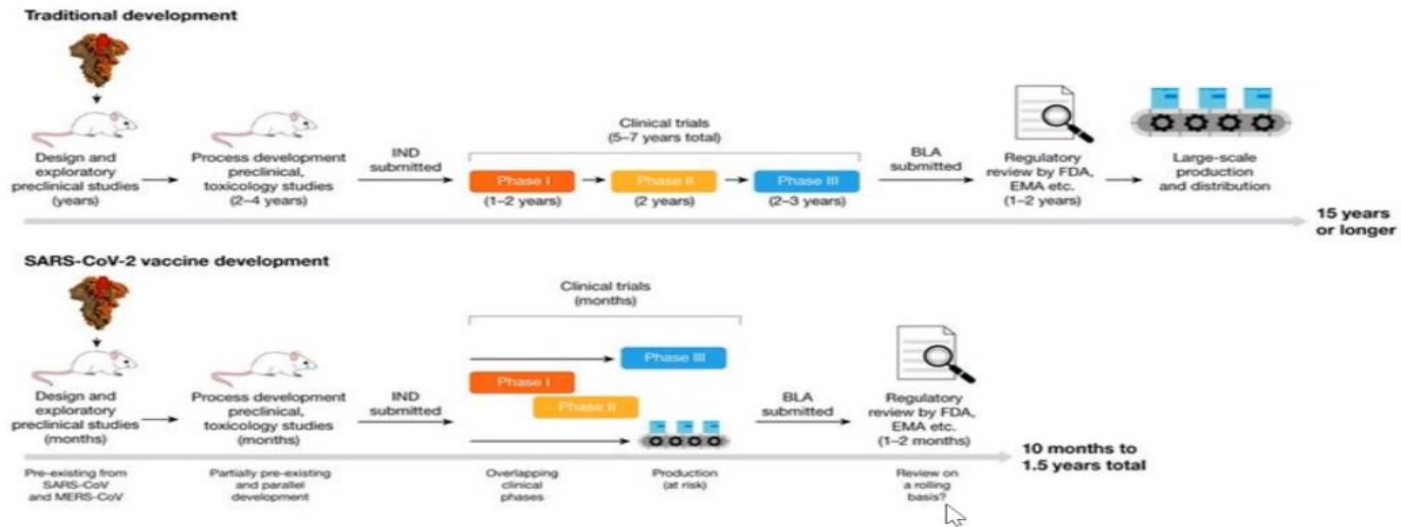 Traditional development
Clinical trials
(5–7 years total)
Design and
exploratory
preclinical studies
(years)
Process development
preclinical,
toxicology studies
(2–4 years)
IND
submitted
Phase I
(1–2 years)
Phase II
(2 years)
Phase III
(2–3 years)
BLA
submitted
Regulatory
review by FDA,
EMA etc.
(1–2 years)
Large-scale
production
and distribution
15 years
or longer
SARS-CoV-2 vaccine development
Clinical trials
(months)
Design and
exploratory
preclinical studies
(months)
Process development
preclinical,
toxicology studies
(months)
IND
submitted
Phase III
Phase I
Phase II
BLA
submitted
Regulatory
review by FDA,
EMA etc.
(1–2 months)
10 months to
1.5 years total
Pre-existing from
SARS-CoV
and MERS-CoV
Partially pre-existing
and parallel
development
Overlapping
clinical
phases
Production
(at risk)
Review on
a rolling
basis?